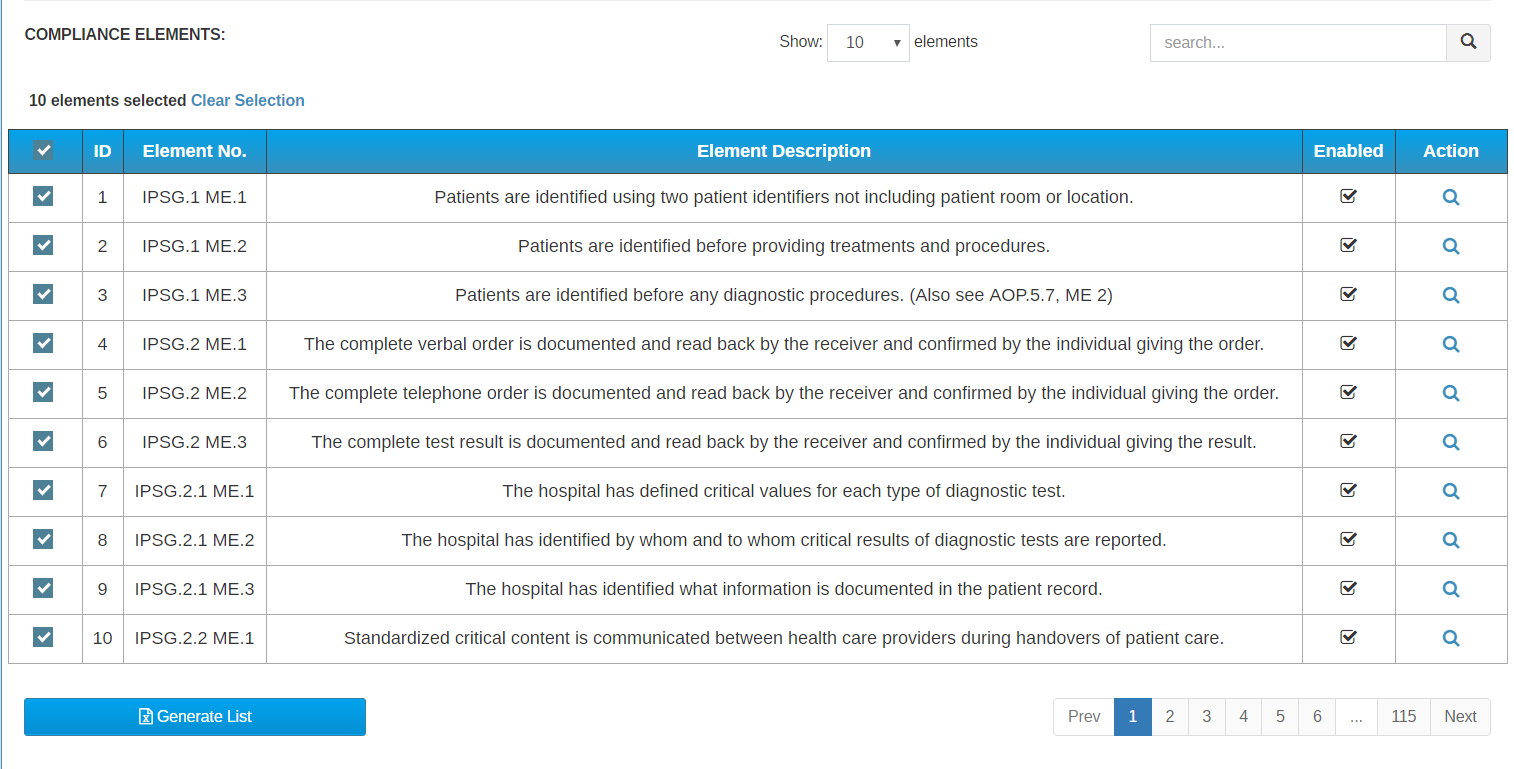 COMPLIANCE ELEMENTS:
Show: 10 elements
search...
10 elements selected Clear Selection
ID Element No. Element Description Enabled Action
1 IPSG.1 ME.1 Patients are identified using two patient identifiers not including patient room or location.
2 IPSG.1 ME.2 Patients are identified before providing treatments and procedures.
3 IPSG.1 ME.3 Patients are identified before any diagnostic procedures. (Also see AOP.5.7, ME 2)
4 IPSG.2 ME.1 The complete verbal order is documented and read back by the receiver and confirmed by the individual giving the order.
5 IPSG.2 ME.2 The complete telephone order is documented and read back by the receiver and confirmed by the individual giving the order.
6 IPSG.2 ME.3 The complete test result is documented and read back by the receiver and confirmed by the individual giving the result.
7 IPSG.2.1 ME.1 The hospital has defined critical values for each type of diagnostic test.
8 IPSG.2.1 ME.2 The hospital has identified by whom and to whom critical results of diagnostic tests are reported.
9 IPSG.2.1 ME.3 The hospital has identified what information is documented in the patient record.
10 IPSG.2.2 ME.1 Standardized critical content is communicated between health care providers during handovers of patient care.
Generate List
Prev 1 2 3 4 5 6 ... 115 Next